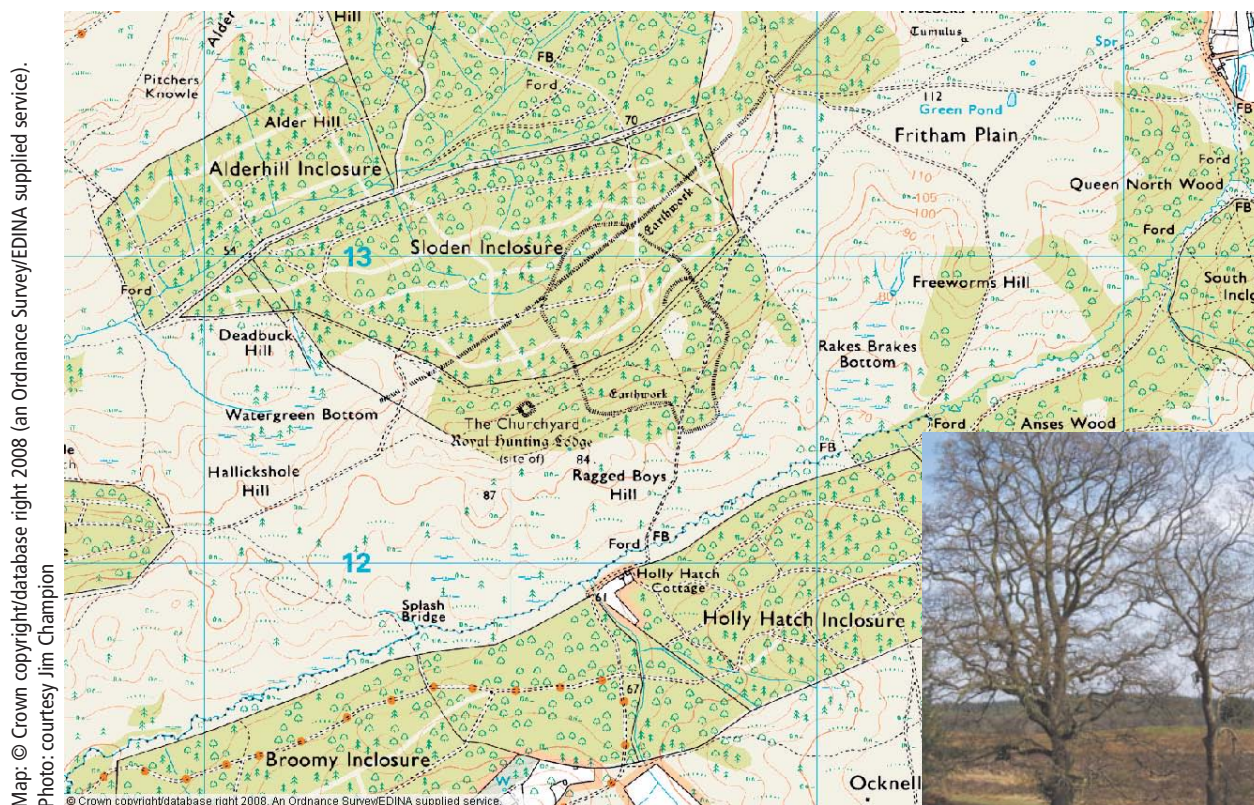 Map: © Crown copyright/database right 2008 (an Ordnance Survey/EDINA supplied service).
Photo: courtesy Jim Champion
Hill
Alder
Tumulus
FB
Spr
Pitchers
Knowle
Ford
112
Green Pond
Alder Hill
70
Fritham Plain
FB
Alderhill Inclosure
110
Ford
105
Queen North Wood
100
FB
Earthwork
90
Ford
54
13
Sloden Inclosure
80
Freeworms Hill
South
Inclo
Ford
Deadbuck
Hill
Rakes Brakes
Bottom
Earthwork
Watergreen Bottom
70
The Churchyard
Royal Hunting Lodge
(site of)
84
Ford
Anses Wood
FB
Hallickshole
Hill
Ragged Boys
Hill
87
Ford
FB
12
Holly Hatch
Cottage
61
Splash
Bridge
Holly Hatch Inclosure
67
Broomy Inclosure
W
Ocknell
© Crown copyright/database right 2008. An Ordnance Survey/EDINA supplied service.